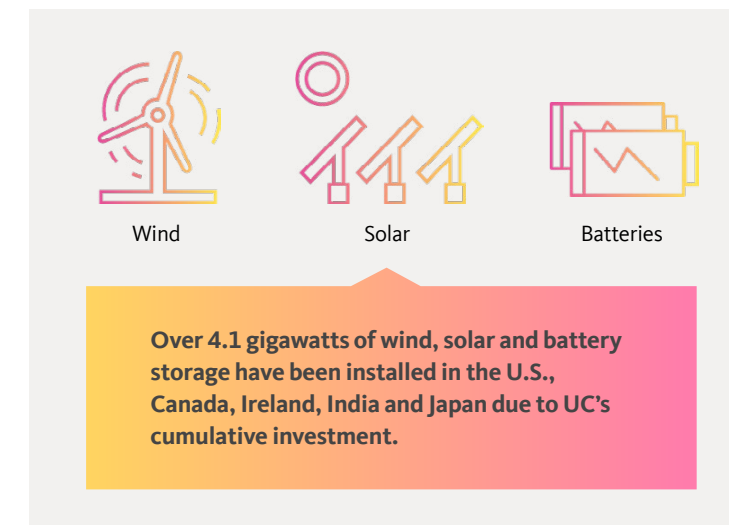 Wind
Solar
Batteries
Over 4.1 gigawatts of wind, solar and battery
storage have been installed in the U.S.,
Canada, Ireland, India and Japan due to UC’s
cumulative investment.